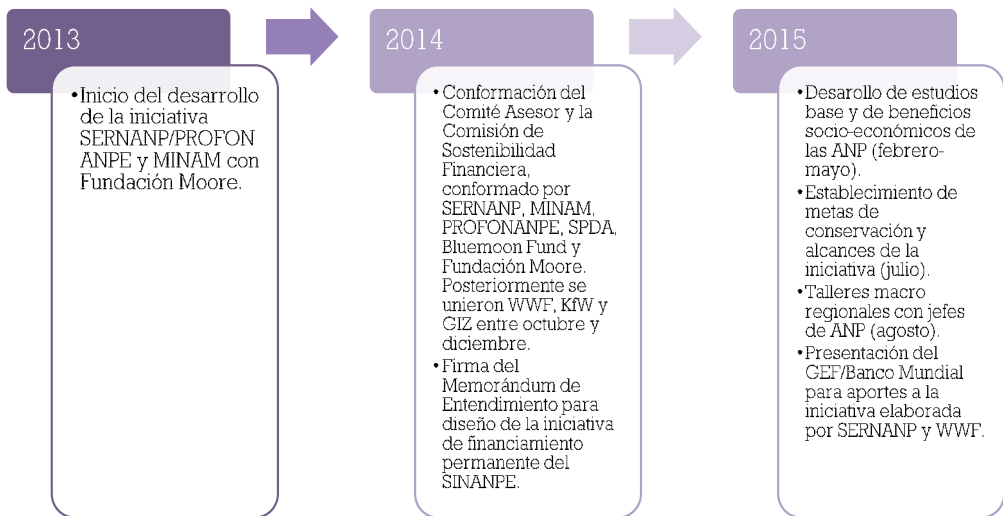 2013
•Inicio del desarrollo
de la iniciativa
SERNANP/PROFON
ANPE y MINAM con
Fundación Moore.
2014
•Conformación del
Comité Asesor y la
Comisión de
Sostenibilidad
Financiera,
conformado por
SERNANP, MINAM,
PROFONANPE, SPDA,
Bluemoon Fund y
Fundación Moore.
Posteriormente se
unieron WWF, KfW y
GIZ entre octubre y
diciembre.
•Firma del
Memorándum de
Entendimiento para
diseño de la iniciativa
de financiamiento
permanente del
SINANPE.
2015
•Desarollo de estudios
base y de beneficios
socio-económicos de
las ANP (febrero-
mayo).
•Establecimiento de
metas de
conservación y
alcances de la
iniciativa (julio).
•Talleres macro
regionales con jefes
de ANP (agosto).
•Presentación del
GEF/Banco Mundial
para aportes a la
iniciativa elaborada
por SERNANP y WWF.